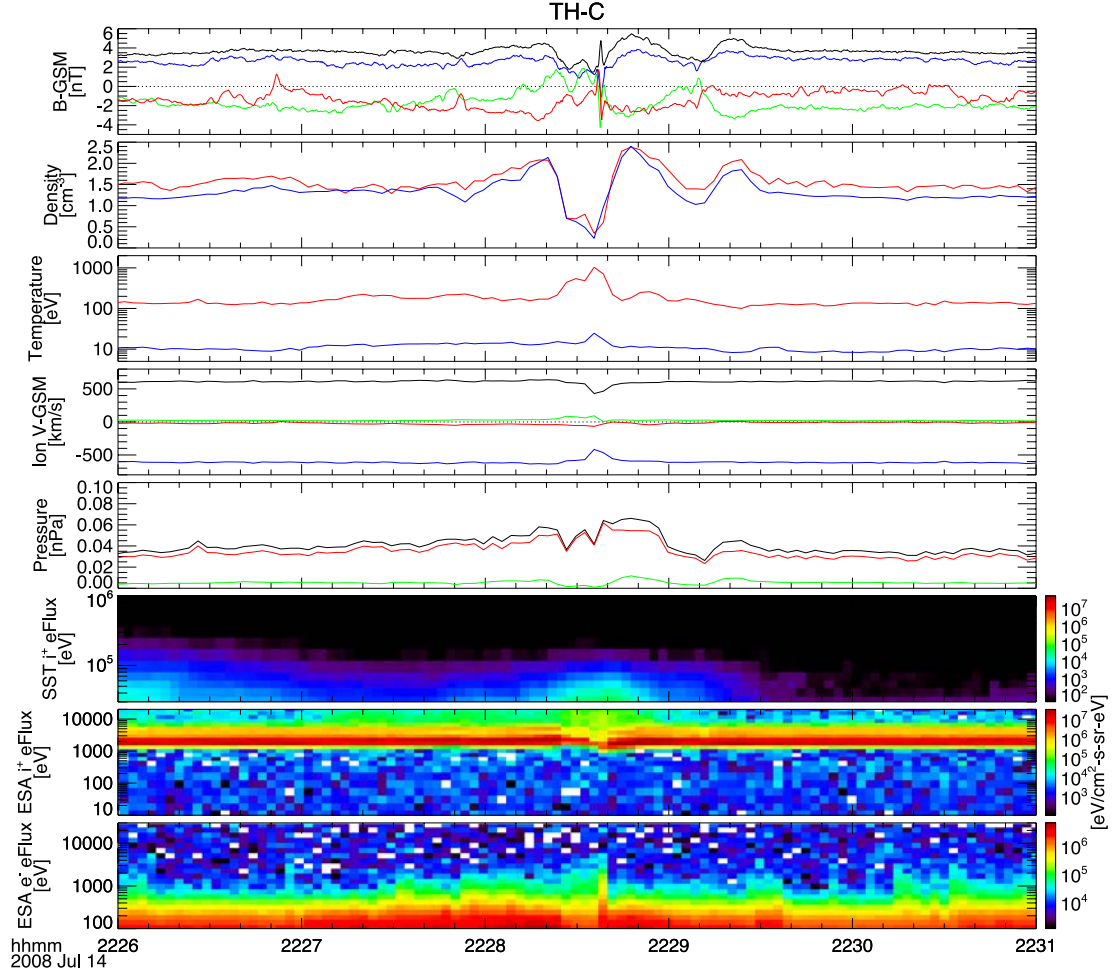 TH-C
B-GSM
[nT]
6
4
2
0
-2
-4
Density
[cm⁻³]
2.5
2.0
1.5
1.0
0.5
0.0
Temperature
[eV]
1000
100
10
Ion V-GSM
[km/s]
500
0
-500
Pressure
[nPa]
0.10
0.08
0.06
0.04
0.02
0.00
SST i⁺ eFlux
[eV]
10⁶
10⁵
10⁷
10⁶
10⁵
10⁴
10³
10²
ESA i⁺ eFlux
[eV]
10000
1000
100
10
10⁷
10⁶
10⁵
10⁴
10³
[eV/cm²-s-sr-eV]
ESA e⁻ eFlux
[eV]
10000
1000
100
10⁶
10⁵
10⁴
hhmm 2226 2227 2228 2229 2230 2231
2008 Jul 14